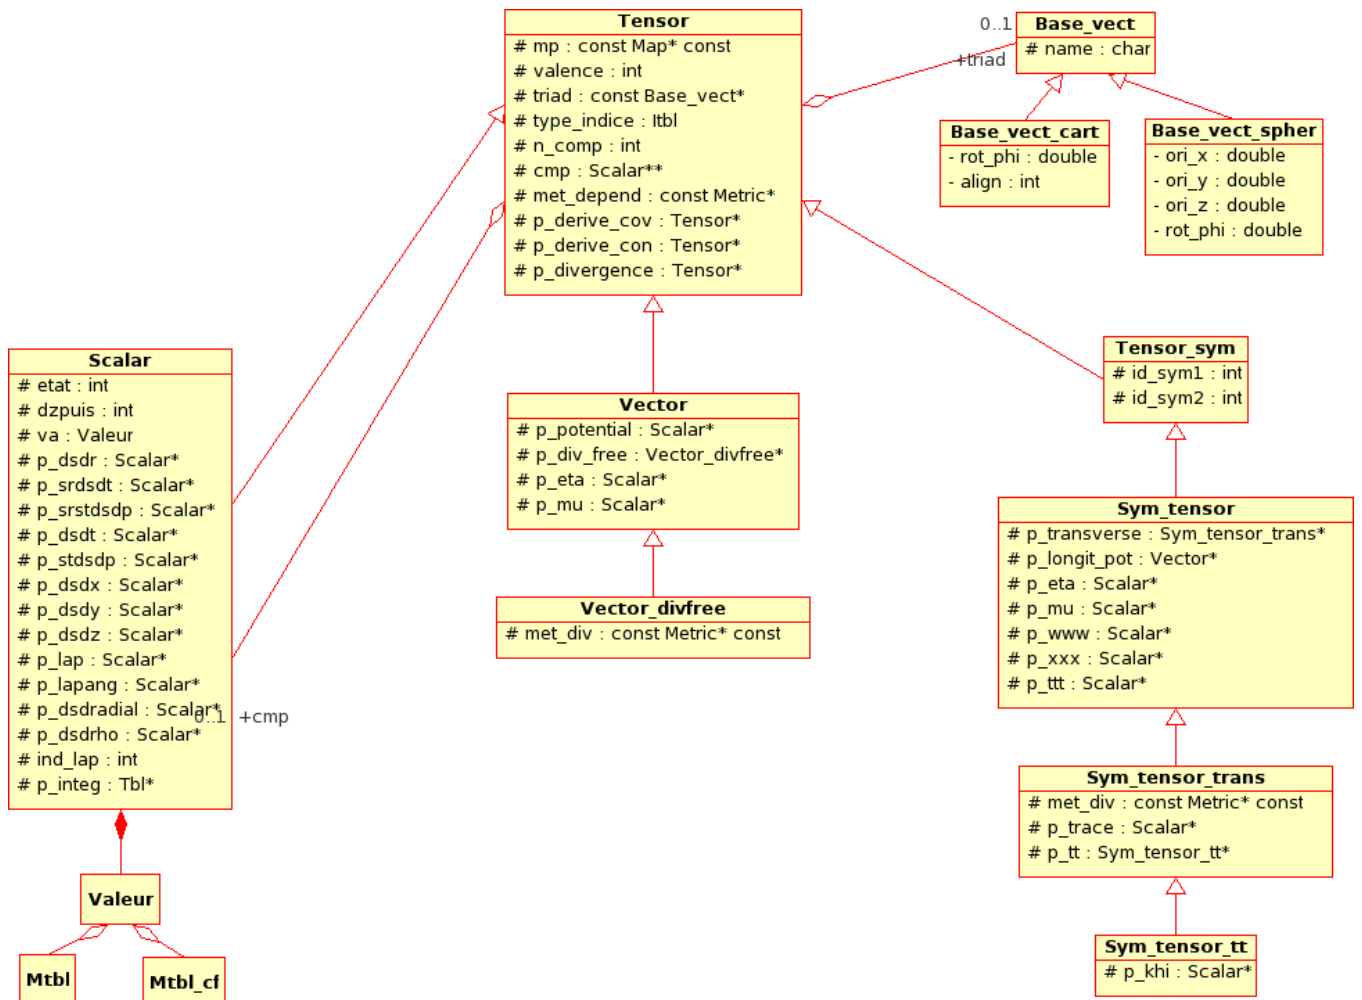 Tensor
# mp : const Map* const
# valence : int
# triad : const Base_vect*
# type_indice : Itbl
# n_comp : int
# cmp : Scalar**
# met_depend : const Metric*
# p_derive_cov : Tensor*
# p_derive_con : Tensor*
# p_divergence : Tensor*
0..1
+triad
Base_vect
# name : char
Base_vect_cart
- rot_phi : double
- align : int
Base_vect_spher
- ori_x : double
- ori_y : double
- ori_z : double
- rot_phi : double
Scalar
# etat : int
# dzpuis : int
# va : Valeur
# p_dsdr : Scalar*
# p_srdsdt : Scalar*
# p_srstdsdp : Scalar*
# p_dsdt : Scalar*
# p_stdsdp : Scalar*
# p_dsdx : Scalar*
# p_dsdy : Scalar*
# p_dsdz : Scalar*
# p_lap : Scalar*
# p_lapang : Scalar*
# p_dsdradial : Scalar*
# p_dsdrho : Scalar*
# ind_lap : int
# p_integ : Tbl*
0..1 +cmp
Vector
# p_potential : Scalar*
# p_div_free : Vector_divfree*
# p_eta : Scalar*
# p_mu : Scalar*
Vector_divfree
# met_div : const Metric* const
Tensor_sym
# id_sym1 : int
# id_sym2 : int
Sym_tensor
# p_transverse : Sym_tensor_trans*
# p_longit_pot : Vector*
# p_eta : Scalar*
# p_mu : Scalar*
# p_www : Scalar*
# p_xxx : Scalar*
# p_ttt : Scalar*
Sym_tensor_trans
# met_div : const Metric* const
# p_trace : Scalar*
# p_tt : Sym_tensor_tt*
Sym_tensor_tt
# p_khi : Scalar*
Valeur
Mtbl
Mtbl_cf